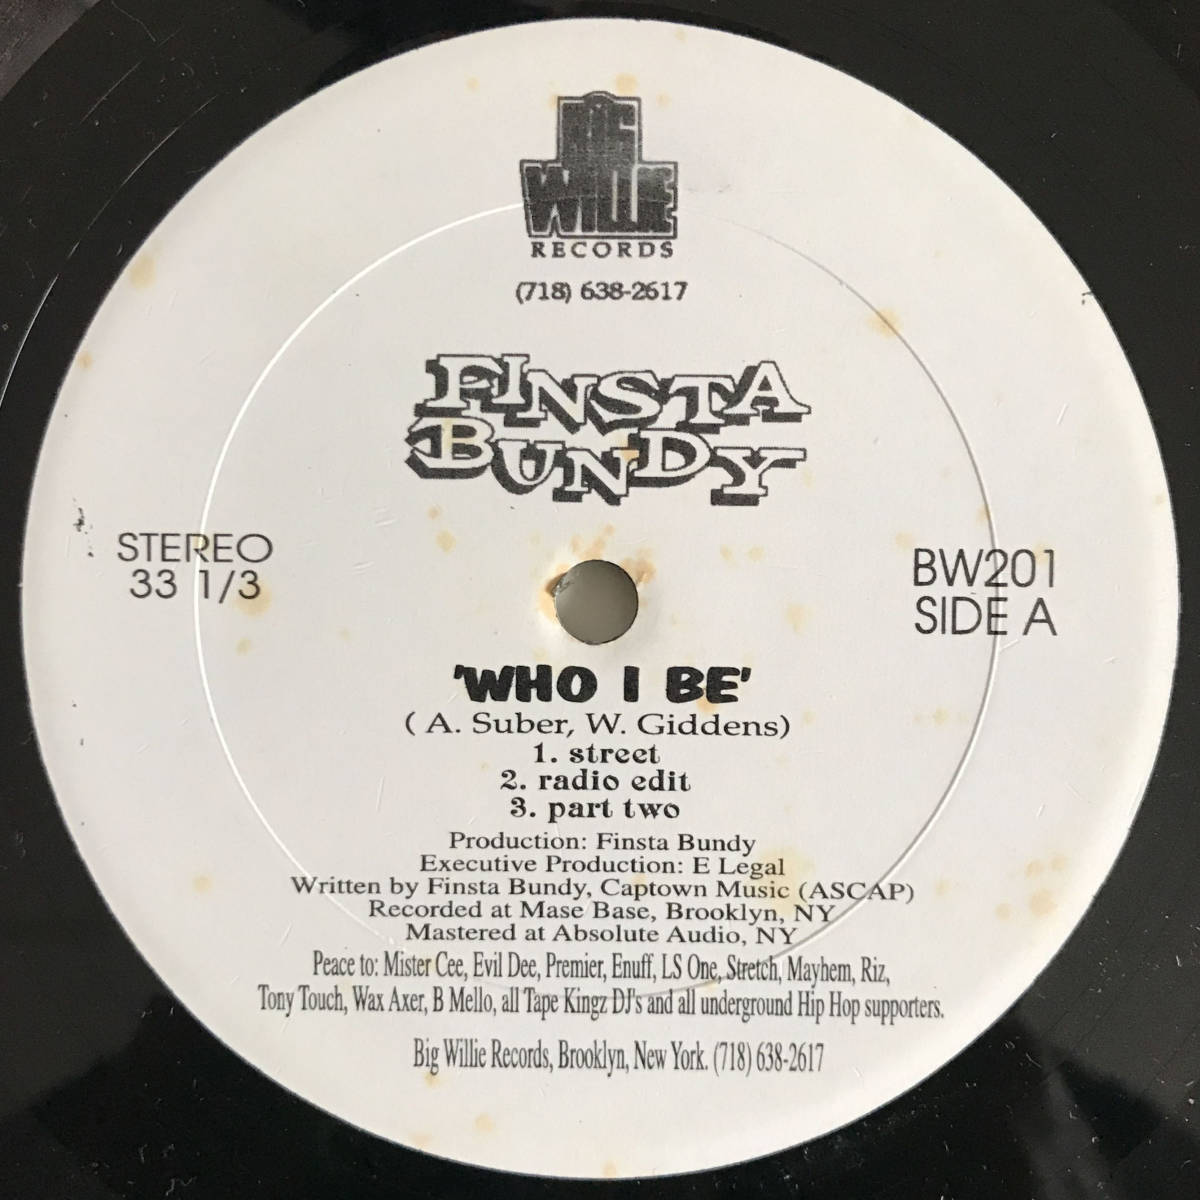 BIG
WILLIE
RECORDS
(718) 638-2617
FINSTA
BUNDY
STEREO
33 1/3
BW201
SIDE A
'WHO I BE'
( A. Suber, W. Giddens)
1. street
2. radio edit
3. part two
Production: Finsta Bundy
Executive Production: E Legal
Written by Finsta Bundy, Captown Music (ASCAP)
Recorded at Mase Base, Brooklyn, NY
Mastered at Absolute Audio, NY
Peace to: Mister Cee, Evil Dee, Premier, Enuff, LS One, Stretch, Mayhem, Riz,
Tony Touch, Wax Axer, B Mello, all Tape Kingz DJ's and all underground Hip Hop supporters.
Big Willie Records, Brooklyn, New York. (718) 638-2617